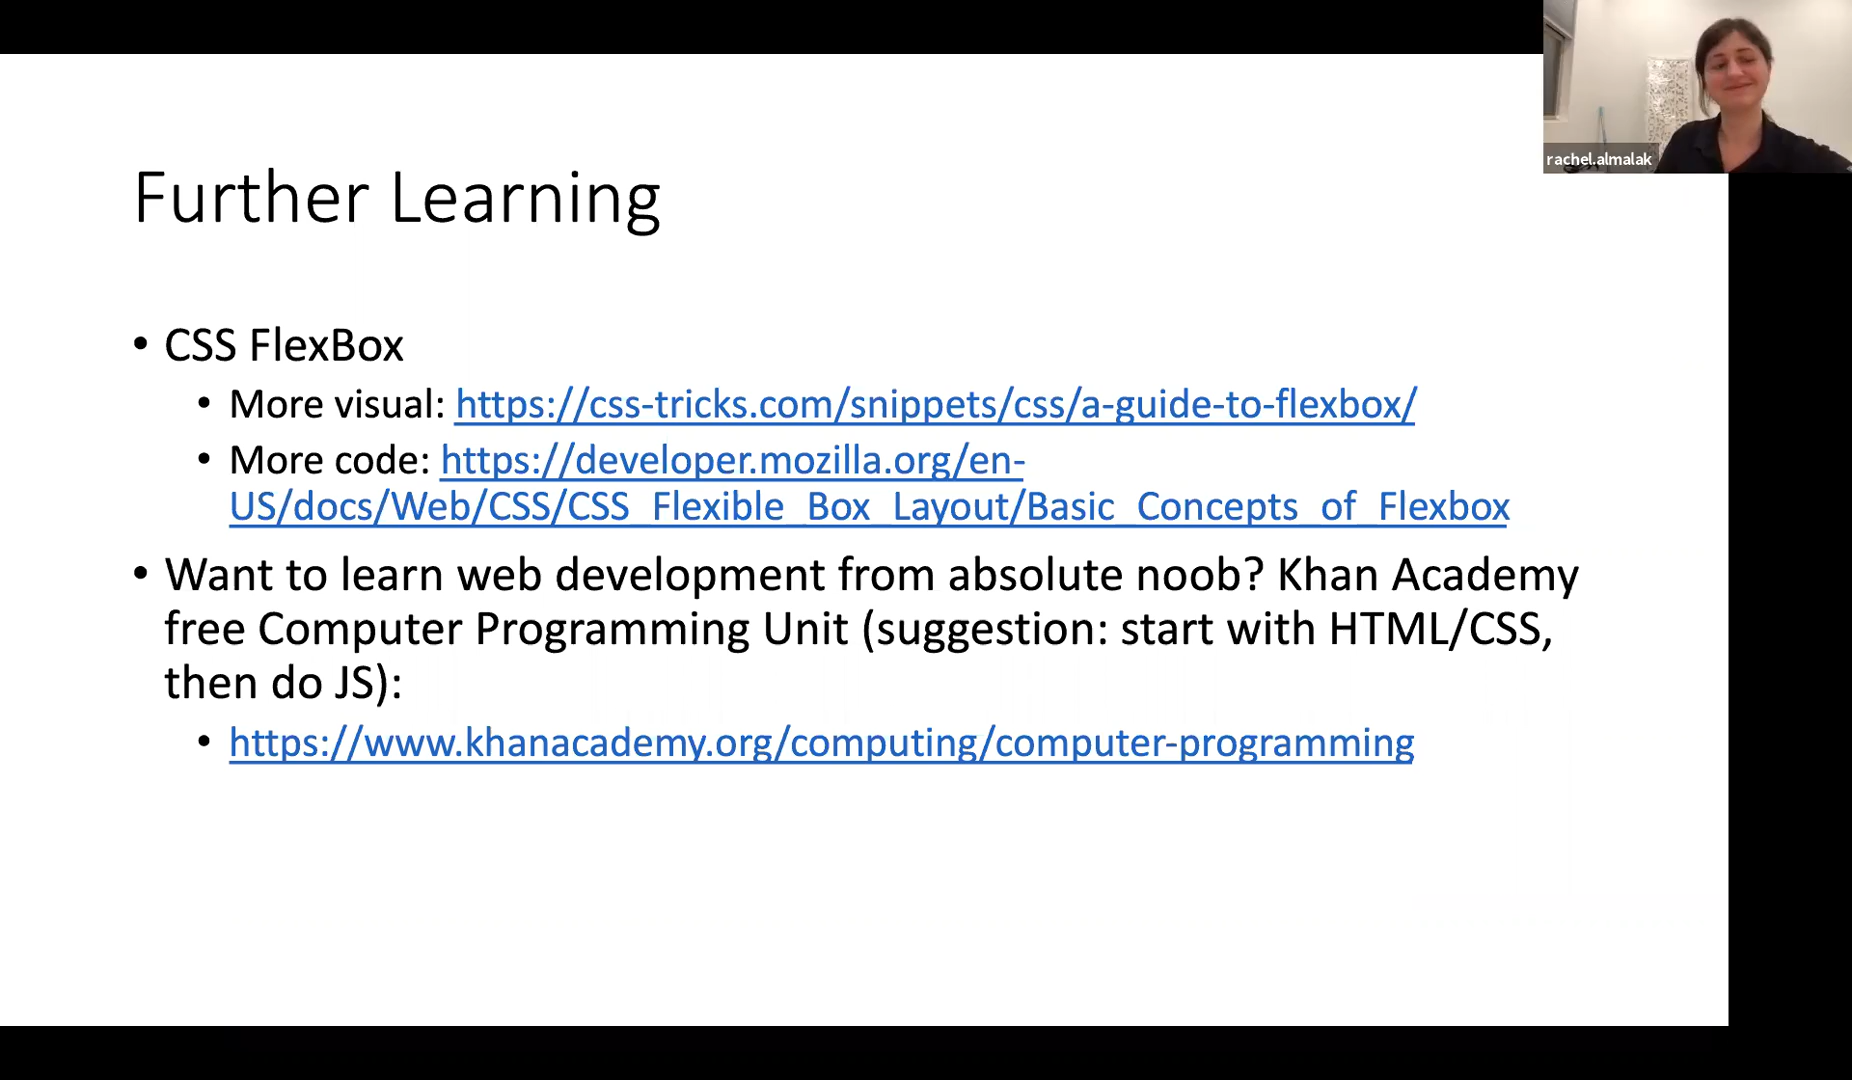 rachel.almalak
Further Learning
• CSS FlexBox
• More visual: https://css-tricks.com/snippets/css/a-guide-to-flexbox/
• More code: https://developer.mozilla.org/en-
US/docs/Web/CSS/CSS_Flexible_Box_Layout/Basic_Concepts_of_Flexbox
• Want to learn web development from absolute noob? Khan Academy
free Computer Programming Unit (suggestion: start with HTML/CSS,
then do JS):
• https://www.khanacademy.org/computing/computer-programming